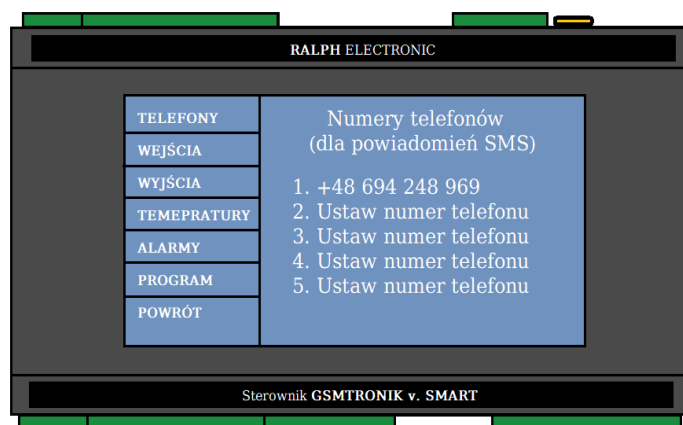 RALPH ELECTRONIC
TELEFONY
WEJŚCIA
WYJŚCIA
TEMEPRATURY
ALARMY
PROGRAM
POWRÓT
Numery telefonów
(dla powiadomień SMS)
1. +48 694 248 969
2. Ustaw numer telefonu
3. Ustaw numer telefonu
4. Ustaw numer telefonu
5. Ustaw numer telefonu
Sterownik GSMTRONIK v. SMART